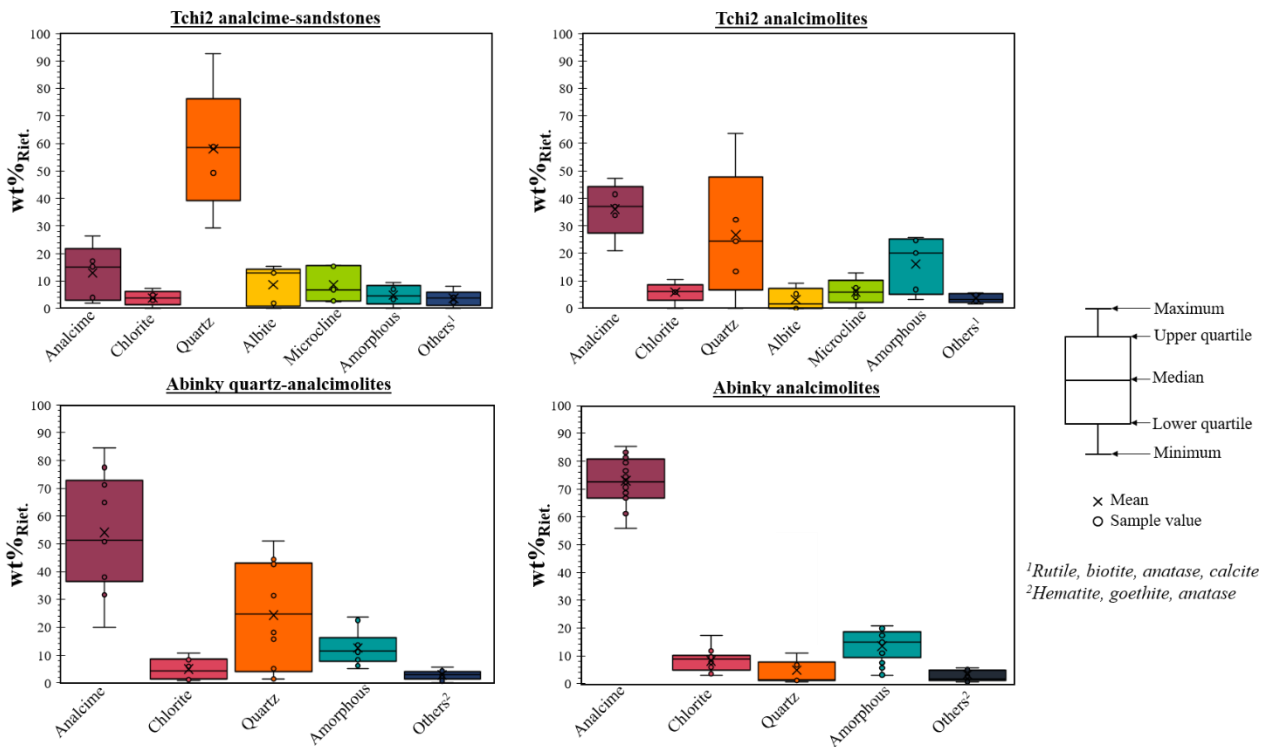 Tchi2 analcime-sandstones
wt%Riet.
100
90
80
70
60
50
40
30
20
10
0
Analcime
Chlorite
Quartz
Albite
Microcline
Amorphous
Others¹
Tchi2 analcimolites
wt%Riet.
100
90
80
70
60
50
40
30
20
10
0
Analcime
Chlorite
Quartz
Albite
Microcline
Amorphous
Others¹
Abinky quartz-analcimolites
wt%Riet.
100
90
80
70
60
50
40
30
20
10
0
Analcime
Chlorite
Quartz
Amorphous
Others²
Abinky analcimolites
wt%Riet.
100
90
80
70
60
50
40
30
20
10
0
Analcime
Chlorite
Quartz
Amorphous
Others²
Maximum
Upper quartile
Median
Lower quartile
Minimum
× Mean
o Sample value
¹Rutile, biotite, anatase, calcite
²Hematite, goethite, anatase